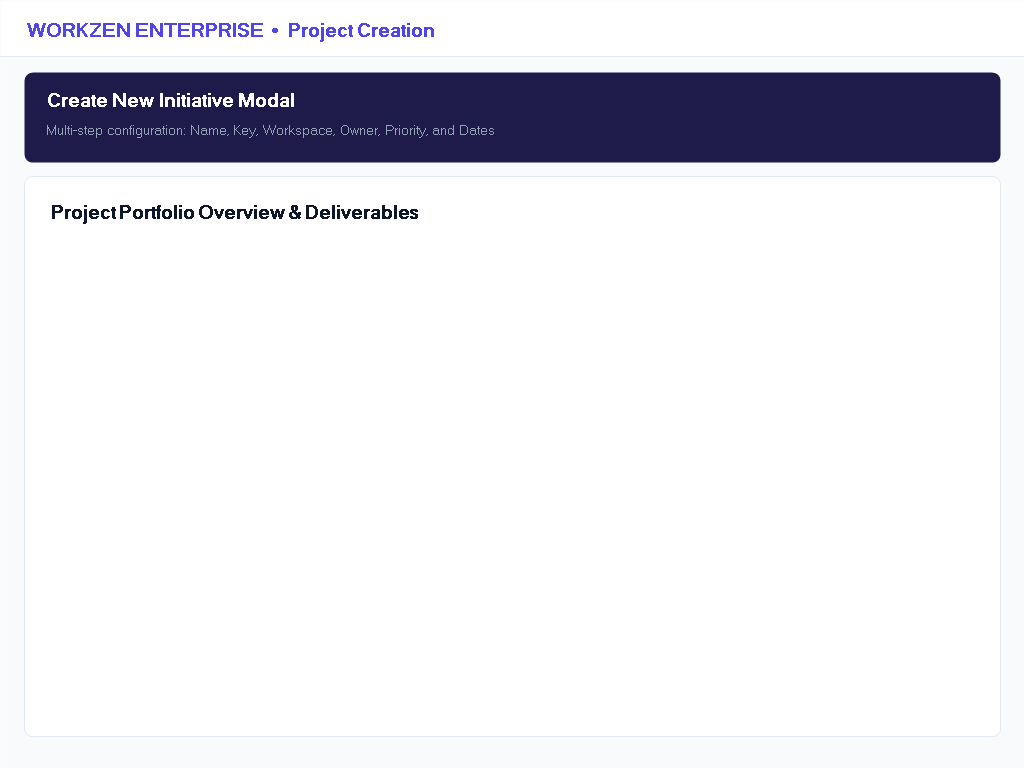 WORKZEN ENTERPRISE • Project Creation
Create New Initiative Modal
Multi-step configuration: Name, Key, Workspace, Owner, Priority, and Dates
Project Portfolio Overview & Deliverables